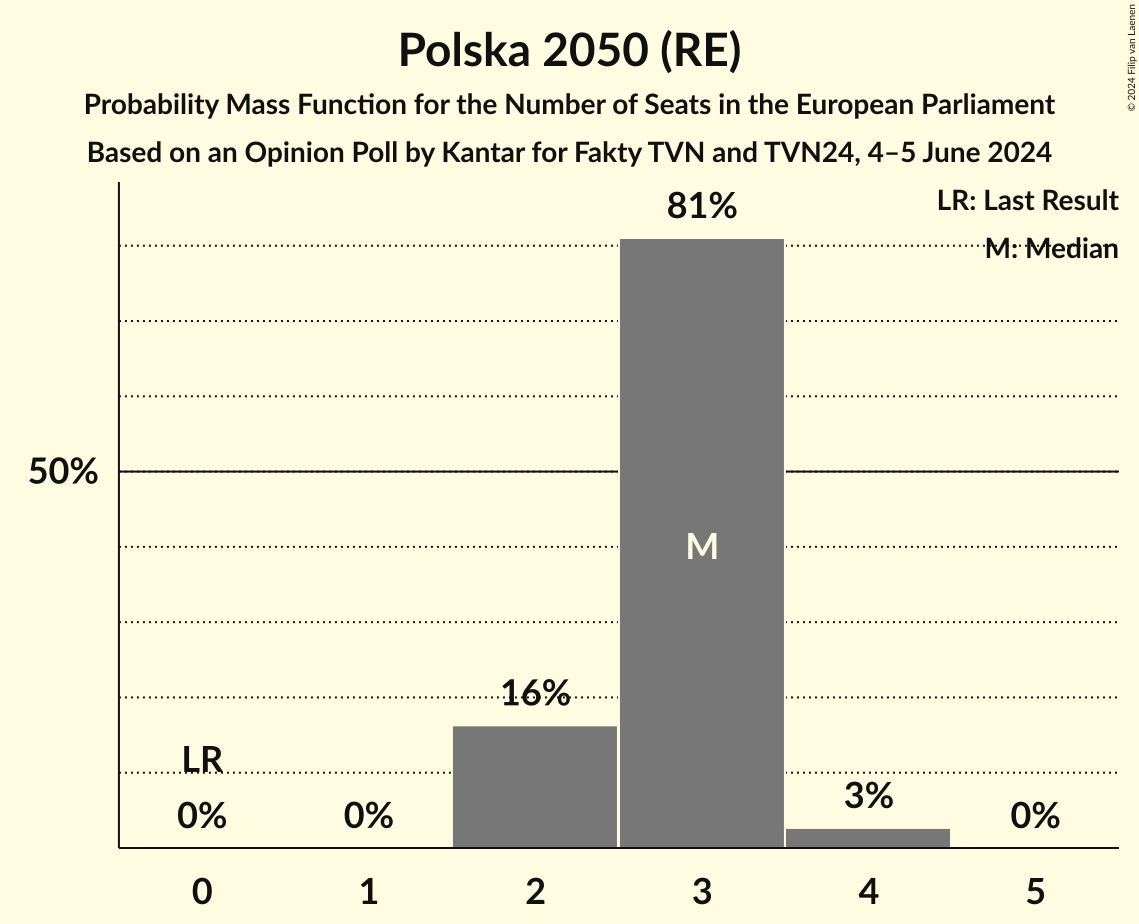 Polska 2050 (RE)
Probability Mass Function for the Number of Seats in the European Parliament
Based on an Opinion Poll by Kantar for Fakty TVN and TVN24, 4–5 June 2024
© 2024 Filip van Laenen
LR: Last Result
M: Median
81%
50%
M
16%
LR
0%
0%
3%
0%
0
1
2
3
4
5